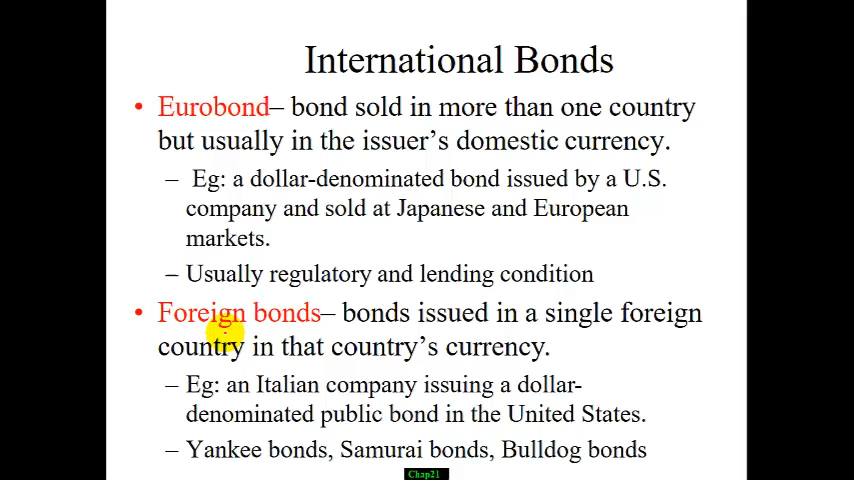 International Bonds
• Eurobond– bond sold in more than one country
but usually in the issuer’s domestic currency.
– Eg: a dollar-denominated bond issued by a U.S.
company and sold at Japanese and European
markets.
– Usually regulatory and lending condition
• Foreign bonds– bonds issued in a single foreign
country in that country’s currency.
– Eg: an Italian company issuing a dollar-
denominated public bond in the United States.
– Yankee bonds, Samurai bonds, Bulldog bonds
Chap21